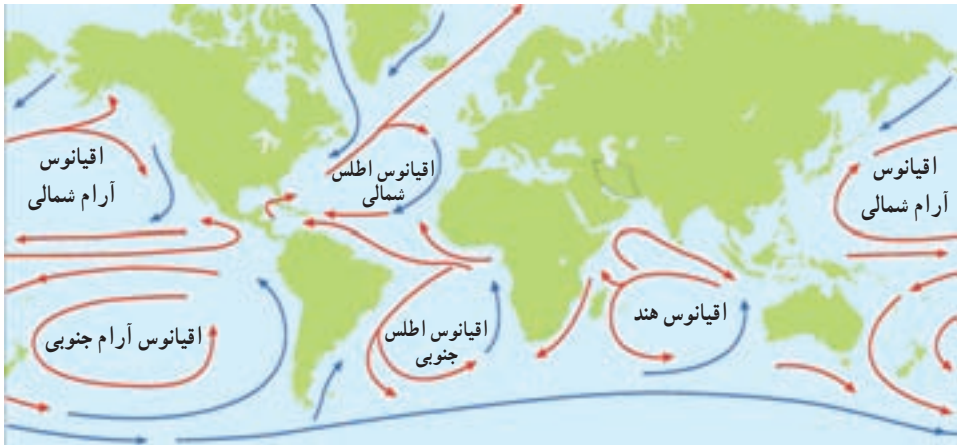 اقیانوس
آرام شمالی
اقیانوس اطلس
شمالی
اقیانوس
آرام شمالی
اقیانوس آرام جنوبی
اقیانوس اطلس
جنوبی
اقیانوس هند